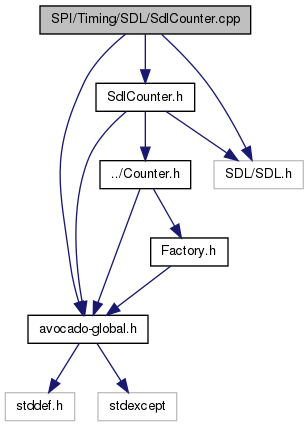 SPI/Timing/SDL/SdlCounter.cpp
SdlCounter.h
../Counter.h
SDL/SDL.h
Factory.h
avocado-global.h
stddef.h
stdexcept